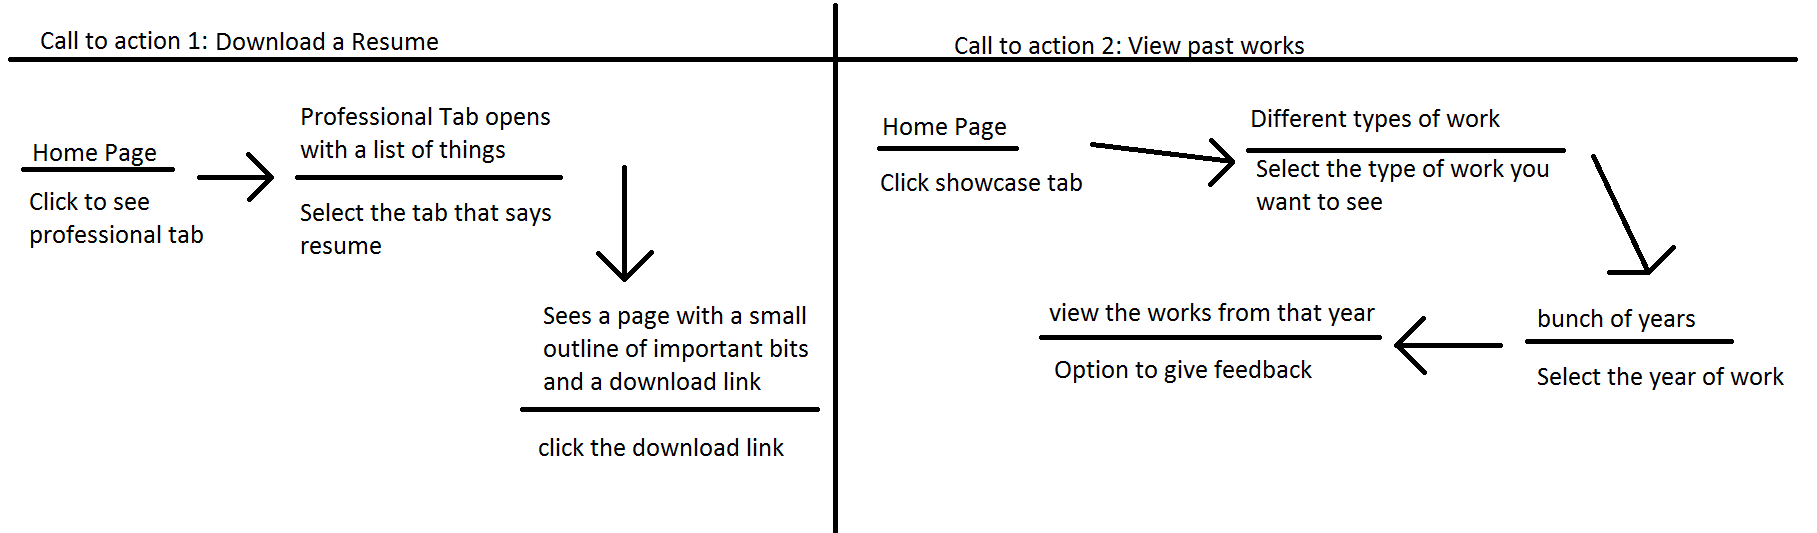 Call to action 1: Download a Resume
Home Page
Click to see
professional tab
Professional Tab opens
with a list of things
Select the tab that says
resume
Sees a page with a small
outline of important bits
and a download link
click the download link
Call to action 2: View past works
Home Page
Click showcase tab
Different types of work
Select the type of work you
want to see
bunch of years
Select the year of work
view the works from that year
Option to give feedback